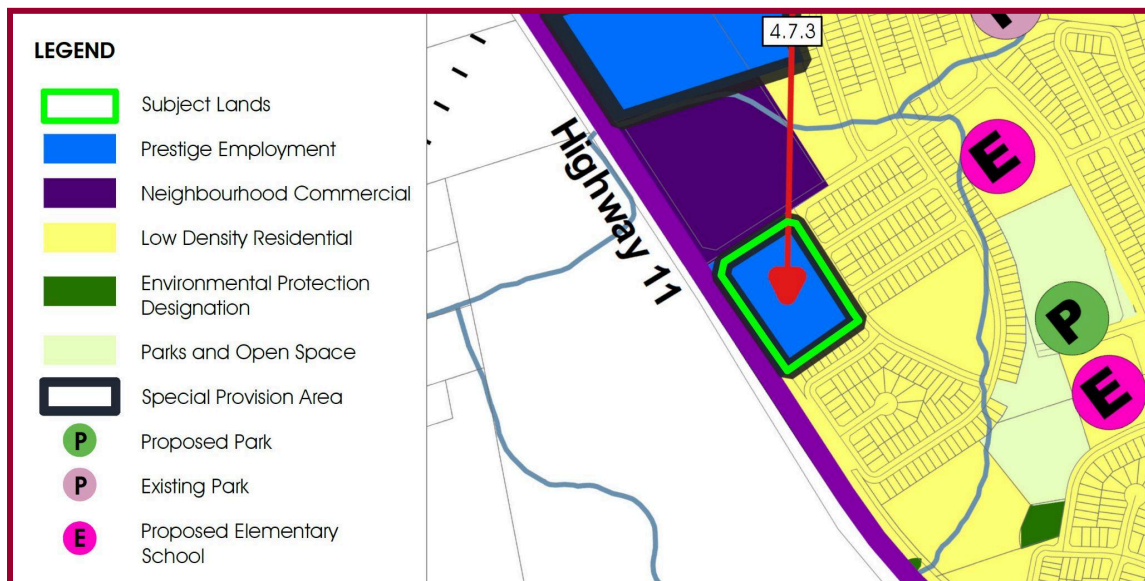 LEGEND
Subject Lands
Prestige Employment
Neighbourhood Commercial
Low Density Residential
Environmental Protection
Designation
Parks and Open Space
Special Provision Area
P
Proposed Park
P
Existing Park
E
Proposed Elementary
School
4.7.3
Highway 11
E
P
E